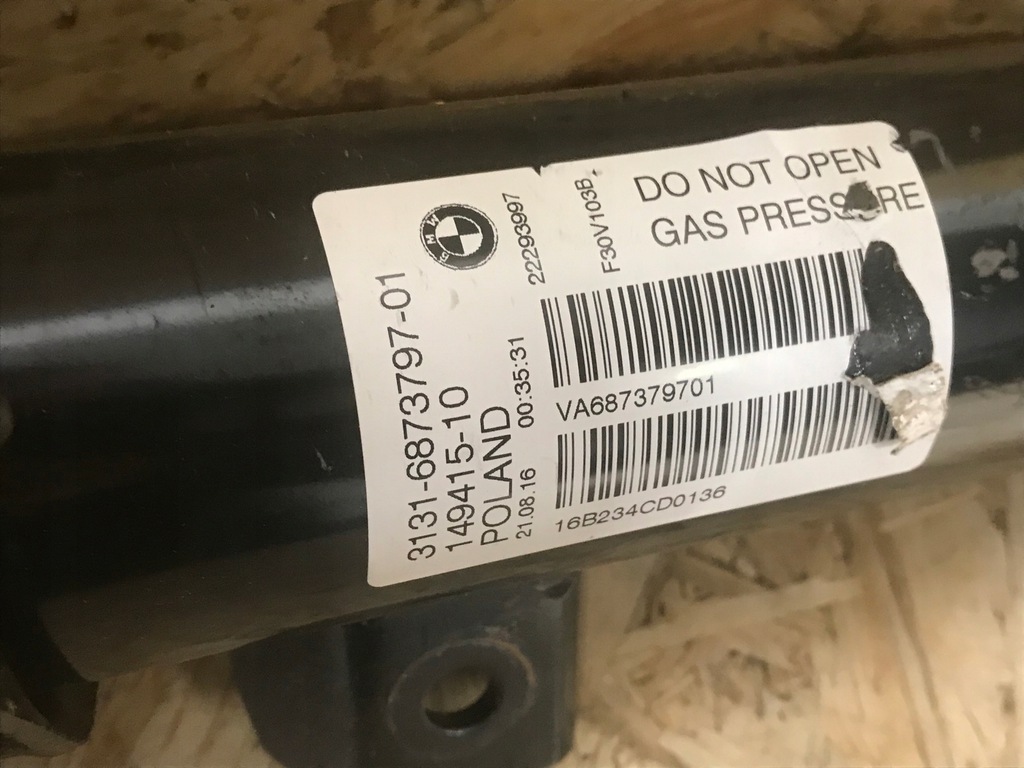 BMW
3131-6873797-01
149415-10
POLAND
21.08.16 00:35:31
22293997
F30V103B
DO NOT OPEN
GAS PRESS RE
VA687379701
16B234CD0136